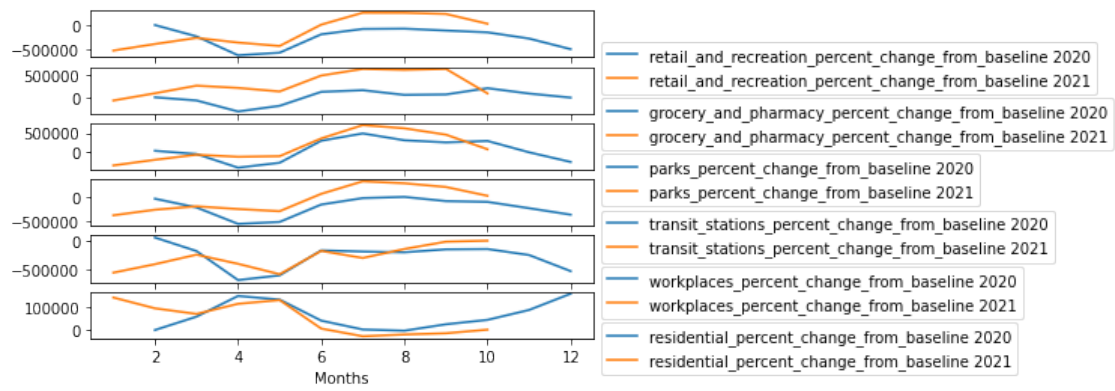 0
−500000
500000
0
500000
0
0
−500000
0
−500000
100000
0
2 4 6 8 10 12
Months
retail_and_recreation_percent_change_from_baseline 2020
retail_and_recreation_percent_change_from_baseline 2021
grocery_and_pharmacy_percent_change_from_baseline 2020
grocery_and_pharmacy_percent_change_from_baseline 2021
parks_percent_change_from_baseline 2020
parks_percent_change_from_baseline 2021
transit_stations_percent_change_from_baseline 2020
transit_stations_percent_change_from_baseline 2021
workplaces_percent_change_from_baseline 2020
workplaces_percent_change_from_baseline 2021
residential_percent_change_from_baseline 2020
residential_percent_change_from_baseline 2021